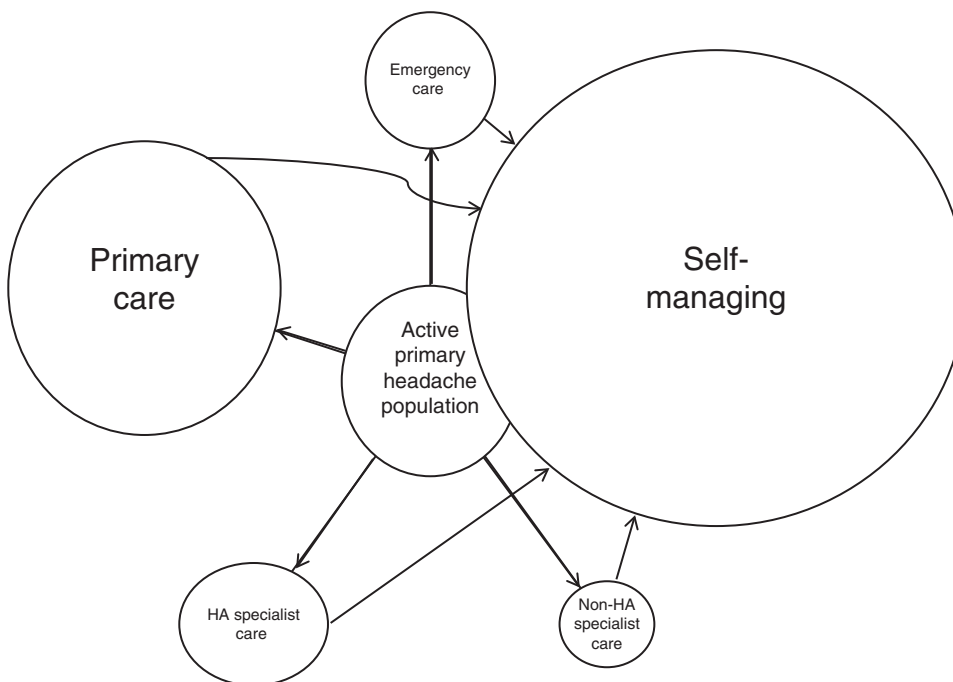 Emergency
care
Primary
care
Self-
managing
Active
primary
headache
population
HA specialist
care
Non-HA
specialist
care